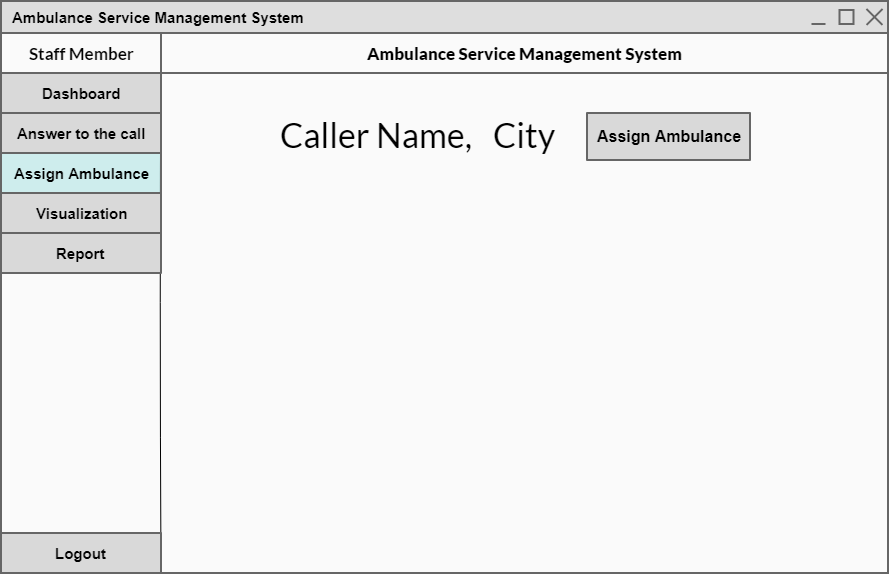 Ambulance Service Management System
Staff Member
Ambulance Service Management System
Dashboard
Answer to the call
Assign Ambulance
Visualization
Report
Logout
Caller Name, City
Assign Ambulance